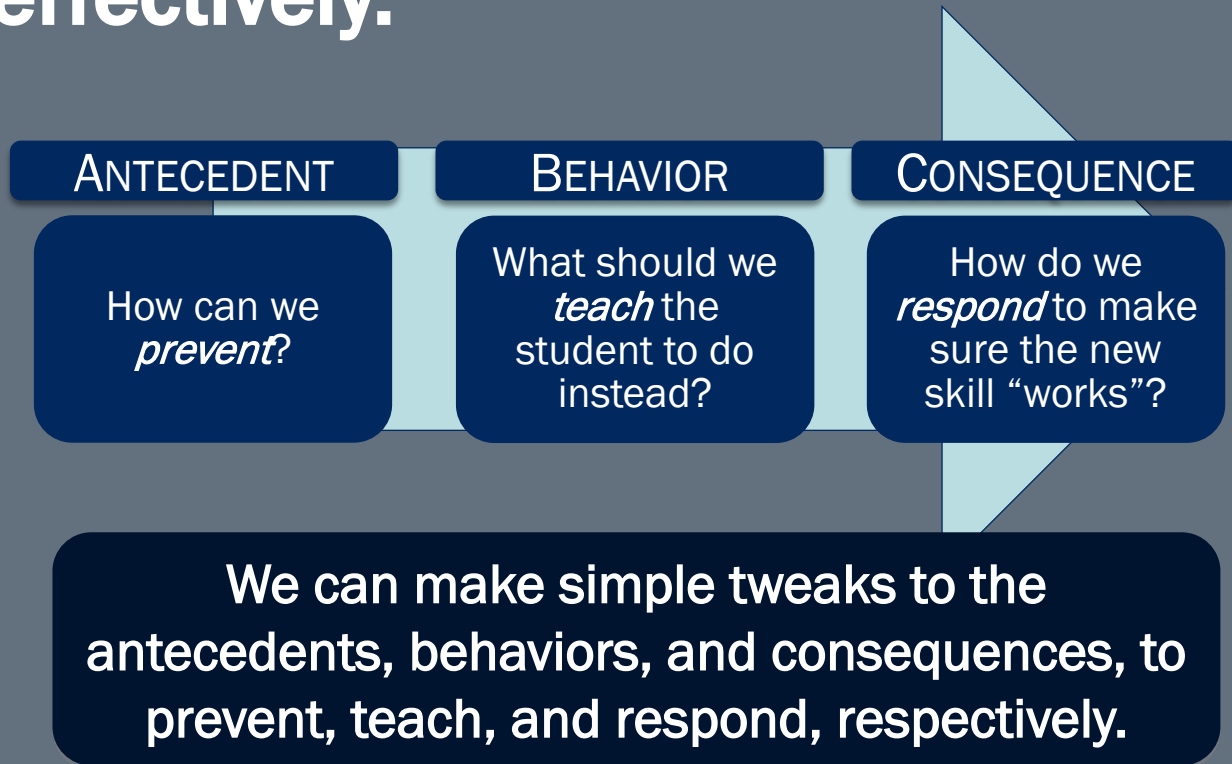 effectively.
ANTECEDENT
BEHAVIOR
CONSEQUENCE
How can we
prevent?
What should we
teach the
student to do
instead?
How do we
respond to make
sure the new
skill “works”?
We can make simple tweaks to the
antecedents, behaviors, and consequences, to
prevent, teach, and respond, respectively.